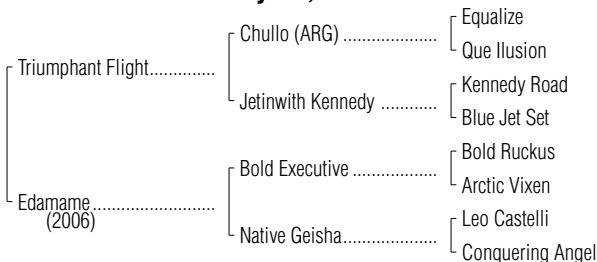 Equalize
Chullo (ARG) ..................
Que Ilusion
Triumphant Flight..............
Kennedy Road
Jetinwith Kennedy ............
Blue Jet Set
Bold Ruckus
Bold Executive ..................
Arctic Vixen
Edamame..........................
(2006)
Leo Castelli
Native Geisha....................
Conquering Angel